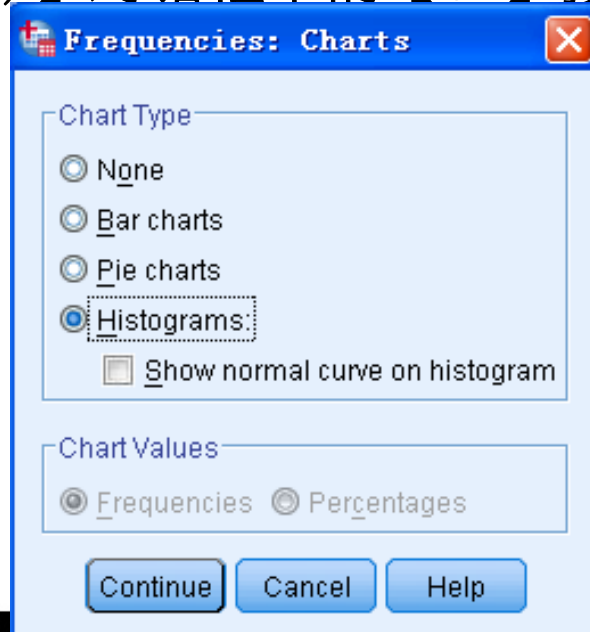 Frequencies: Charts
Chart Type
None
Bar charts
Pie charts
Histograms:
Show normal curve on histogram
Chart Values
Frequencies Percentages
Continue Cancel Help